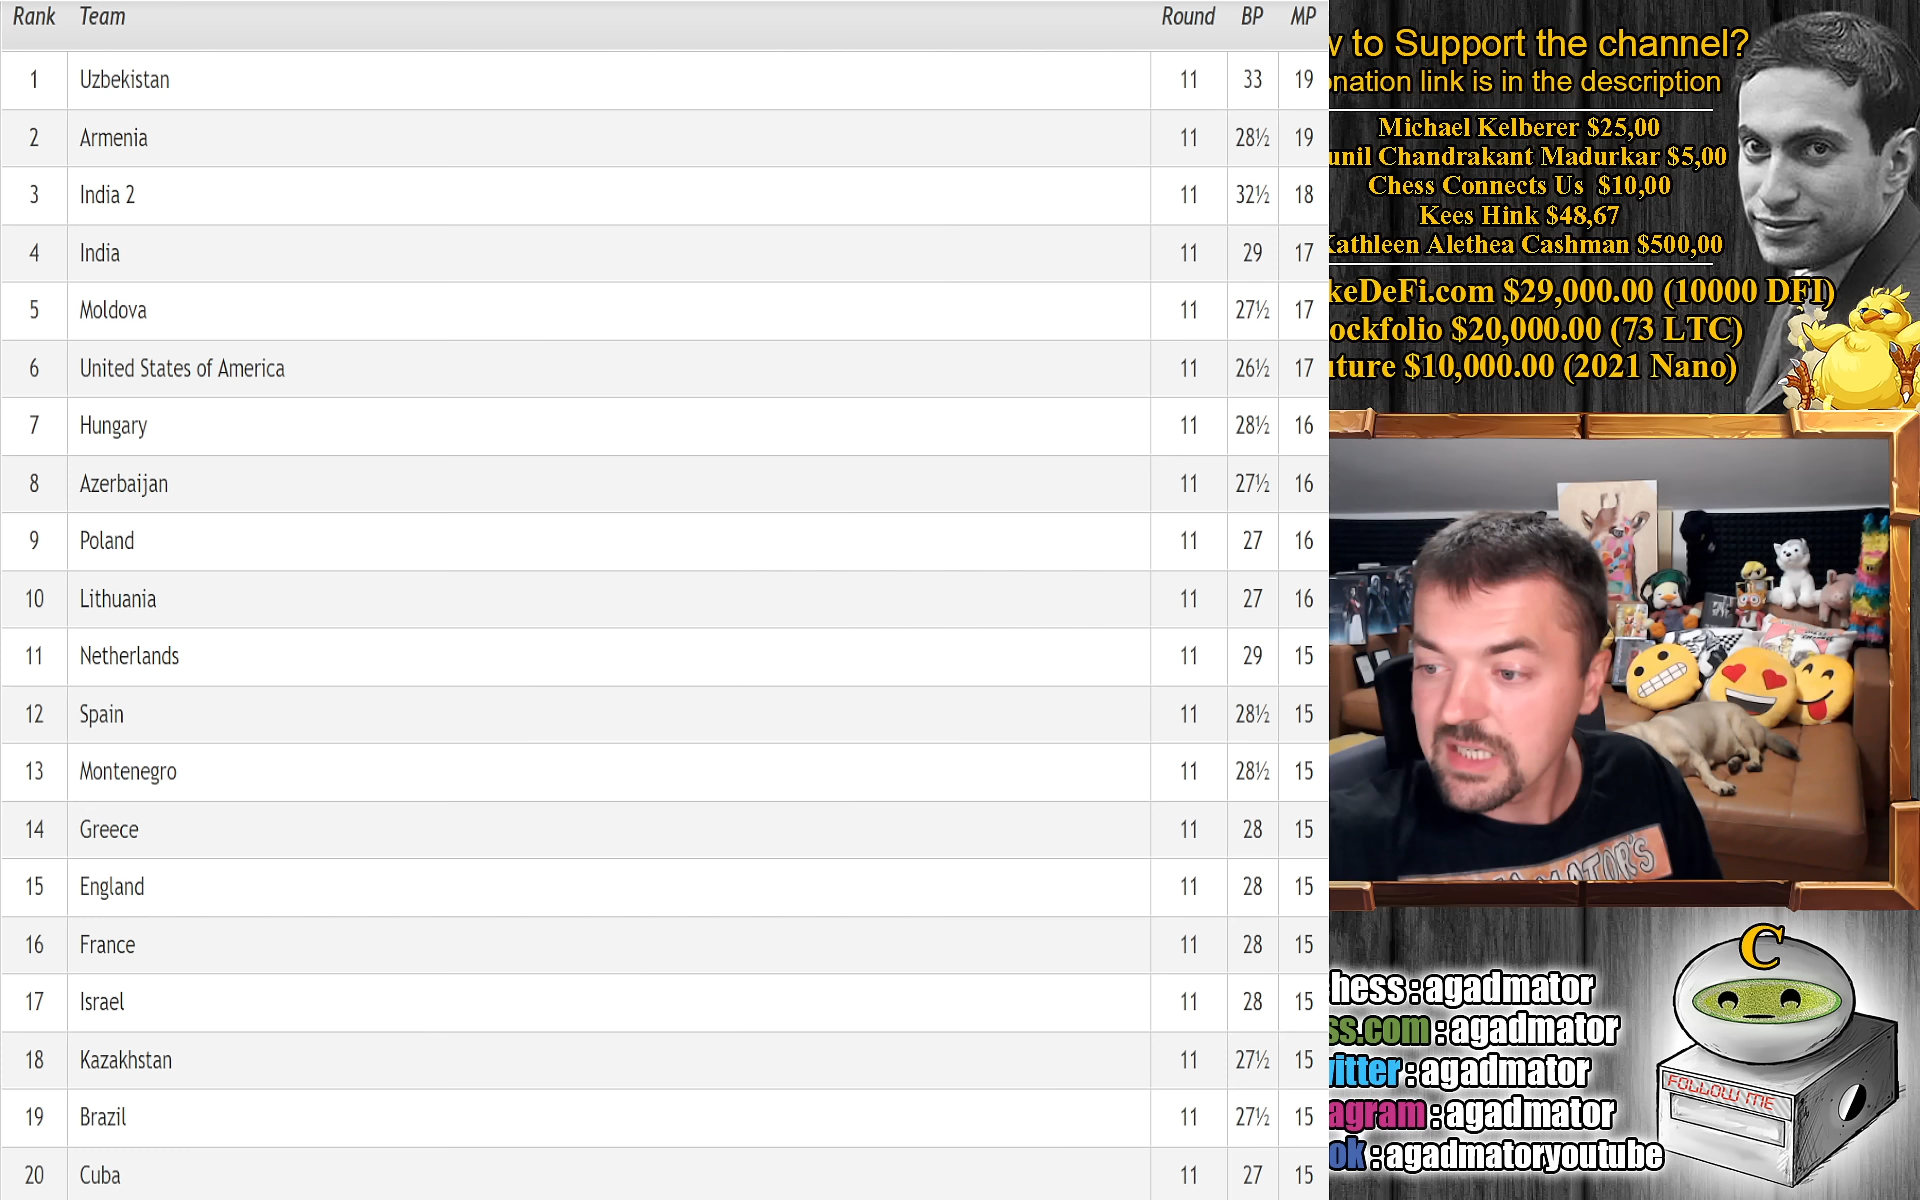 Rank Team Round BP MP
1 Uzbekistan 11 33 19
2 Armenia 11 28½ 19
3 India 2 11 32½ 18
4 India 11 29 17
5 Moldova 11 27½ 17
6 United States of America 11 26½ 17
7 Hungary 11 28½ 16
8 Azerbaijan 11 27½ 16
9 Poland 11 27 16
10 Lithuania 11 27 16
11 Netherlands 11 29 15
12 Spain 11 28½ 15
13 Montenegro 11 28½ 15
14 Greece 11 28 15
15 England 11 28 15
16 France 11 28 15
17 Israel 11 28 15
18 Kazakhstan 11 27½ 15
19 Brazil 11 27½ 15
20 Cuba 11 27 15
to Support the channel?
link is in the description
Michael Kelberer $25,00
Chandrakant Madurkar $5,00
Chess Connects Us $10,00
Kees Hink $48,67
Kathleen Alethea Cashman $500,00
keDeFi.com $29,000.00 (10000 DFI)
ockfolio $20,000.00 (73 LTC)
$10,000.00 (2021 Nano)
hess:agadmator
ss.com:agadmator
itter:agadmator
agram:agadmator
ok:agadmatoryoutube
C
FOLLOW ME